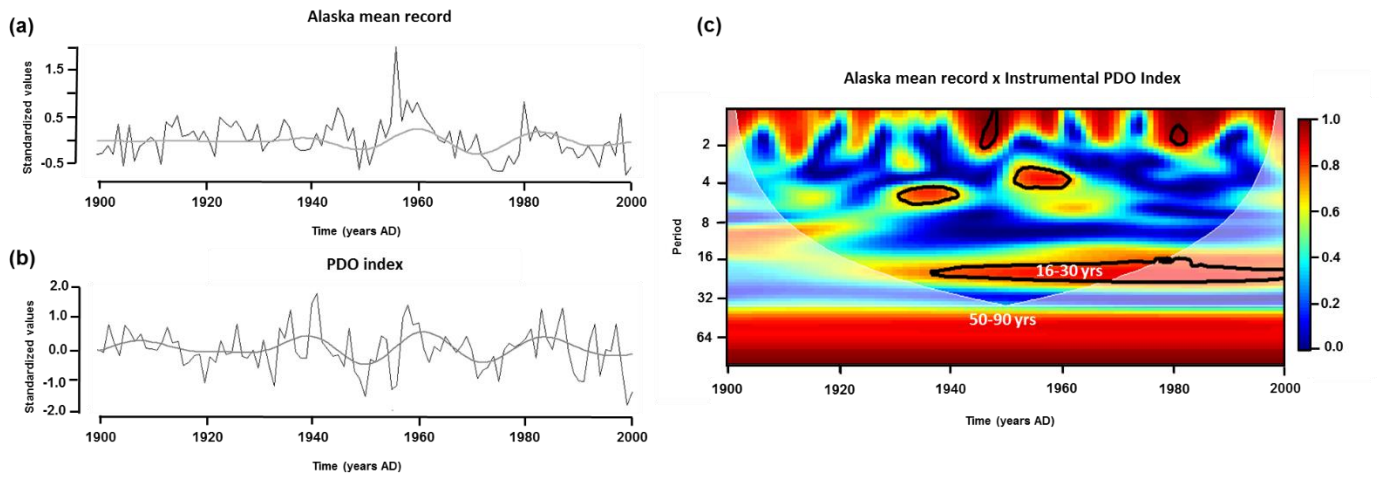 (a)
Alaska mean record
Standardized values
1.5
0.5
-0.5
1900
1920
1940
1960
1980
2000
Time (years AD)
(b)
PDO index
Standardized values
2.0
1.0
0.0
-1.0
-2.0
1900
1920
1940
1960
1980
2000
Time (years AD)
(c)
Alaska mean record x Instrumental PDO Index
Period
2
4
8
16
32
64
16-30 yrs
50-90 yrs
1900
1920
1940
1960
1980
2000
Time (years AD)
1.0
0.8
0.6
0.4
0.2
0.0